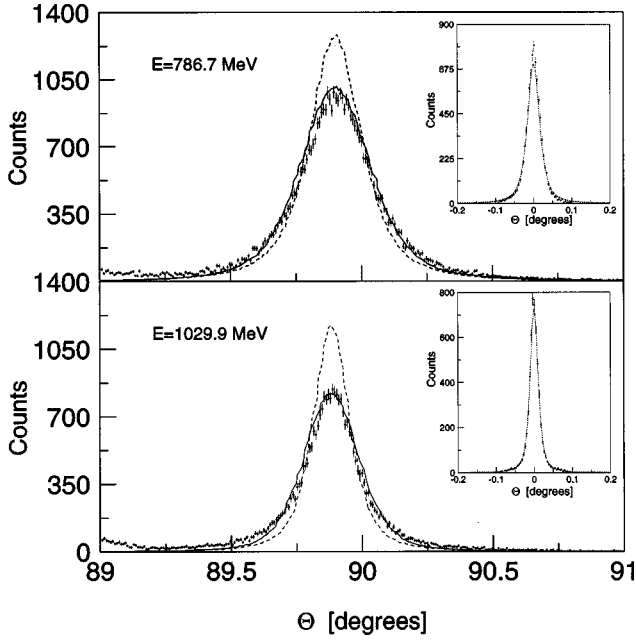 1400
1050
700
350
1400
Counts
E=786.7 MeV
900
675
450
225
0
Counts
-0.2 -0.1 0 0.1 0.2
Θ [degrees]
1050
700
350
0
Counts
E=1029.9 MeV
800
600
400
200
0
Counts
-0.2 -0.1 0 0.1 0.2
Θ [degrees]
89 89.5 90 90.5 91
Θ [degrees]